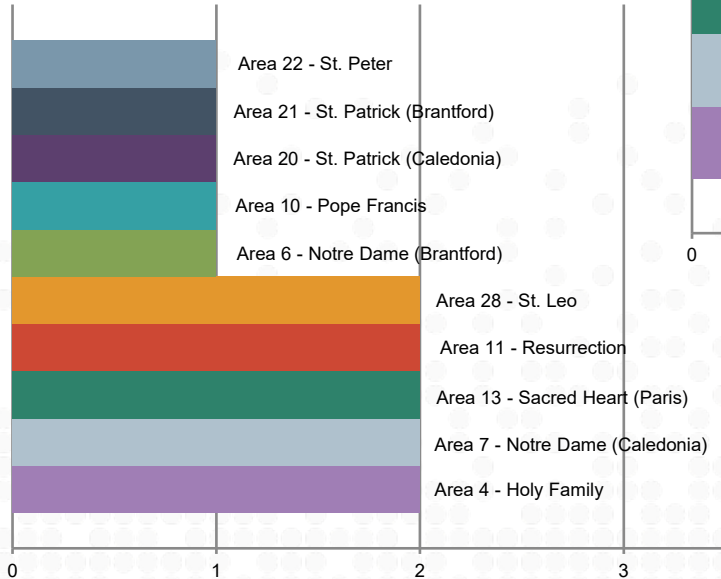 Area 22 - St. Peter
Area 21 - St. Patrick (Brantford)
Area 20 - St. Patrick (Caledonia)
Area 10 - Pope Francis
Area 6 - Notre Dame (Brantford)
0
Area 28 - St. Leo
Area 11 - Resurrection
Area 13 - Sacred Heart (Paris)
Area 7 - Notre Dame (Caledonia)
Area 4 - Holy Family
0 1 2 3